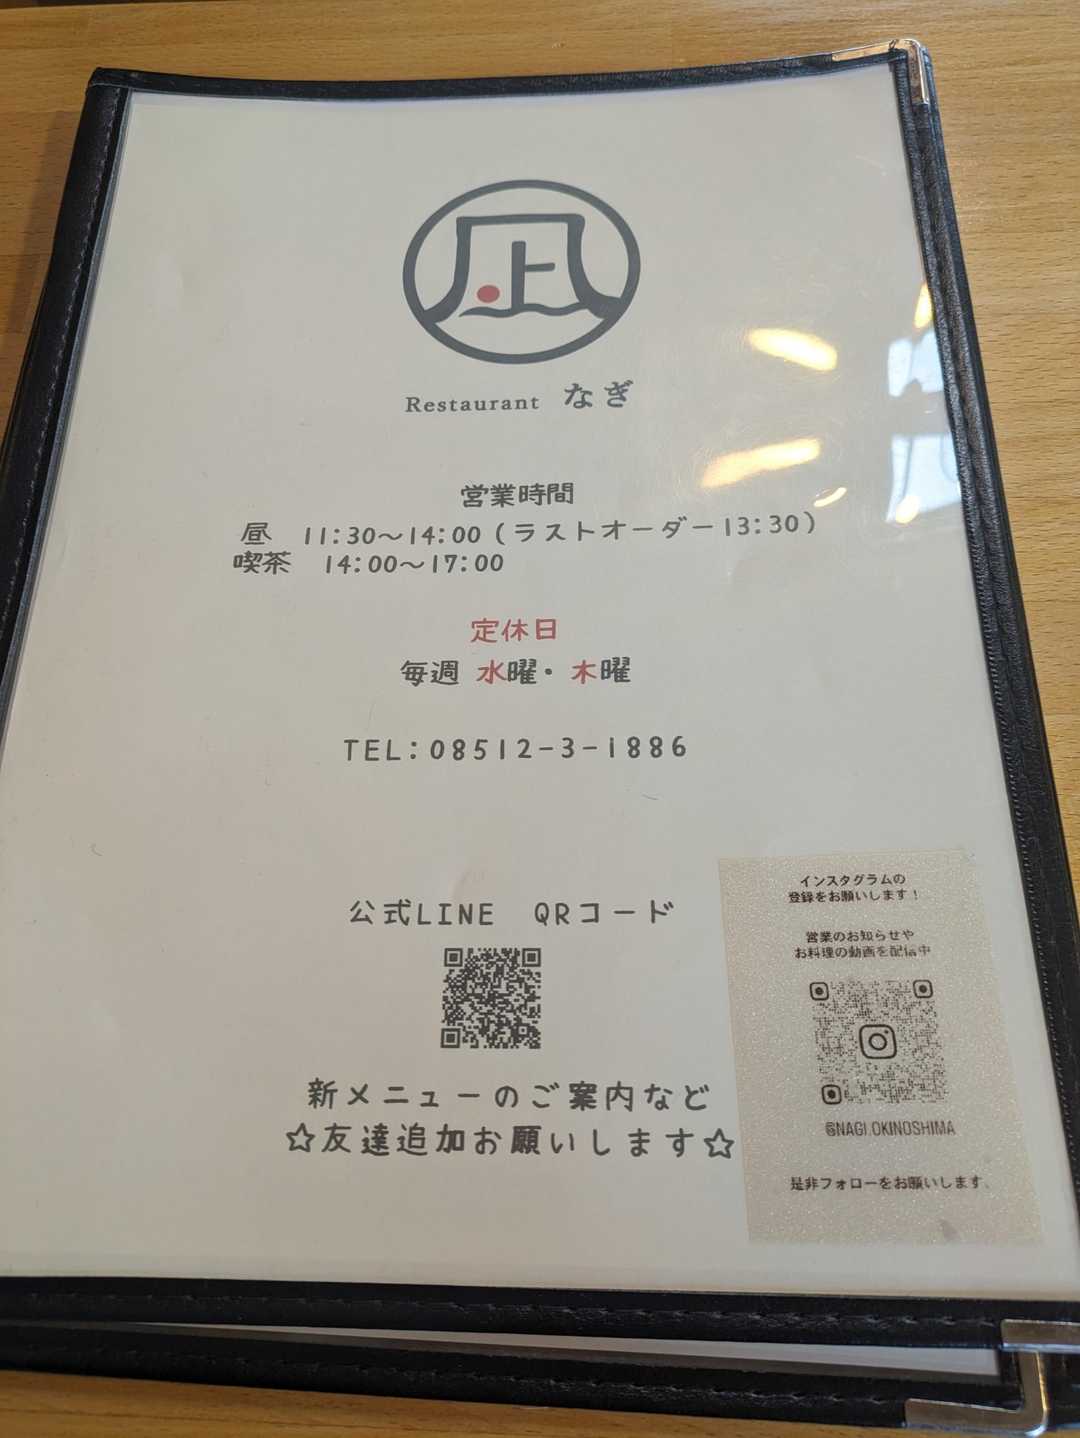 凪
Restaurant なぎ
営業時間
昼 11:30～14:00 (ラストオーダー13:30)
喫茶 14:00～17:00
定休日
毎週 水曜・木曜
TEL:08512-3-1886
公式LINE QRコード
新メニューのご案内など
☆友達追加お願いします☆
インスタグラムの
登録をお願いします！
営業のお知らせや
お料理の動画を配信中
@NAGI.OKINOSHIMA
是非フォローをお願いします。